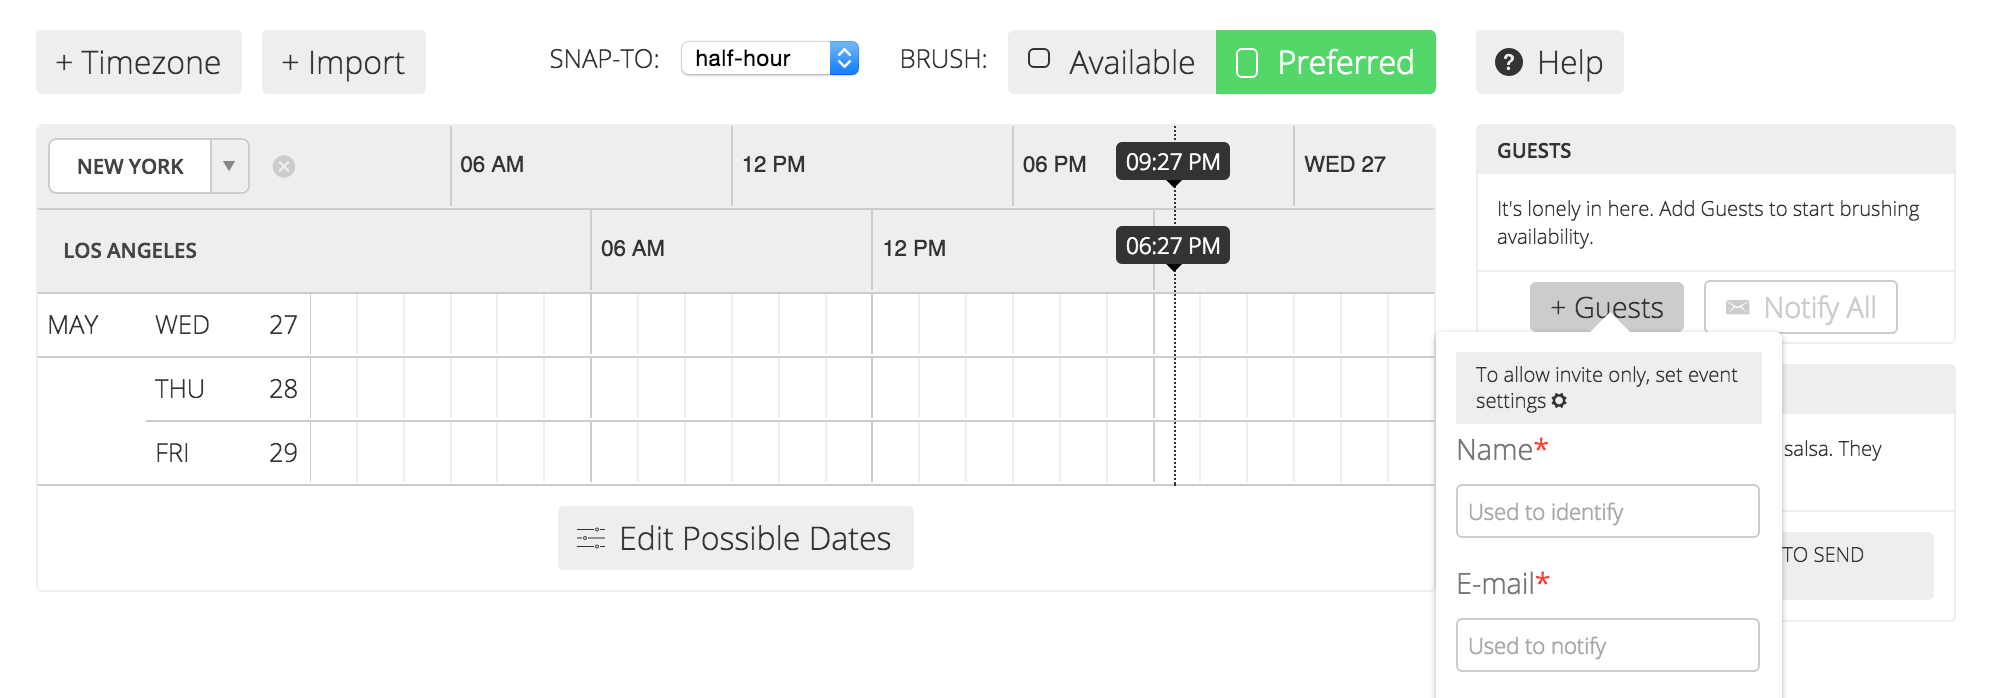 + Timezone
+ Import
SNAP-TO:
half-hour
BRUSH:
Available
Preferred
? Help
NEW YORK
06 AM
12 PM
06 PM
09:27 PM
WED 27
LOS ANGELES
06 AM
12 PM
06:27 PM
MAY WED 27
THU 28
FRI 29
Edit Possible Dates
GUESTS
It's lonely in here. Add Guests to start brushing
availability.
+ Guests
Notify All
To allow invite only, set event
settings
Name*
Used to identify
E-mail*
Used to notify
salsa. They
TO SEND